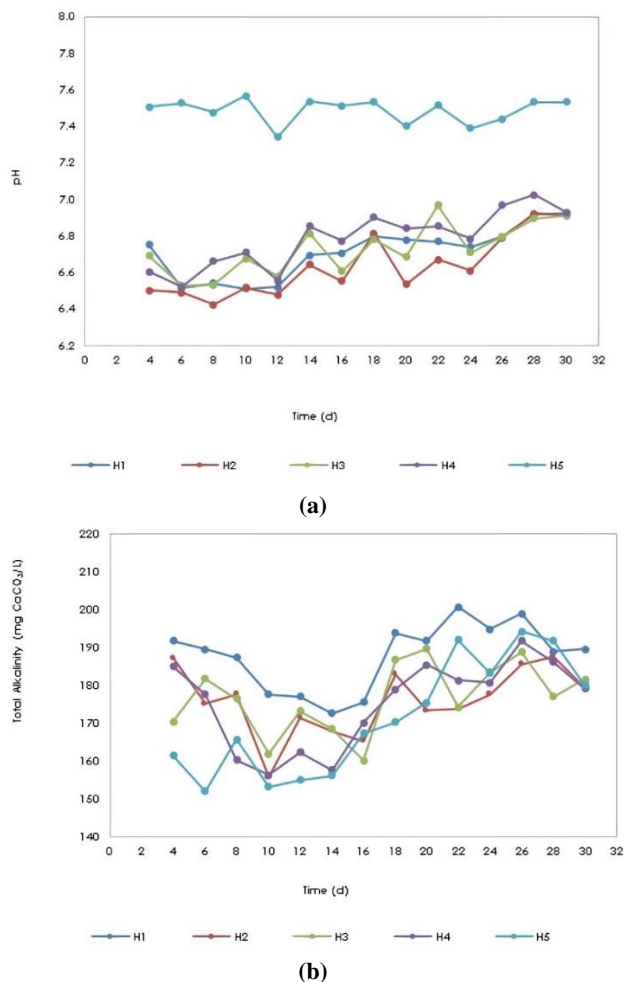 8.0
7.8
7.6
7.4
7.2
7.0
6.8
6.6
6.4
6.2
pH
0 2 4 6 8 10 12 14 16 18 20 22 24 26 28 30 32
Time (d)
H1 H2 H3 H4 H5
(a)
220
210
200
190
180
170
160
150
140
Total Alkalinity (mg CaCO₃/L)
0 2 4 6 8 10 12 14 16 18 20 22 24 26 28 30 32
Time (d)
H1 H2 H3 H4 H5
(b)